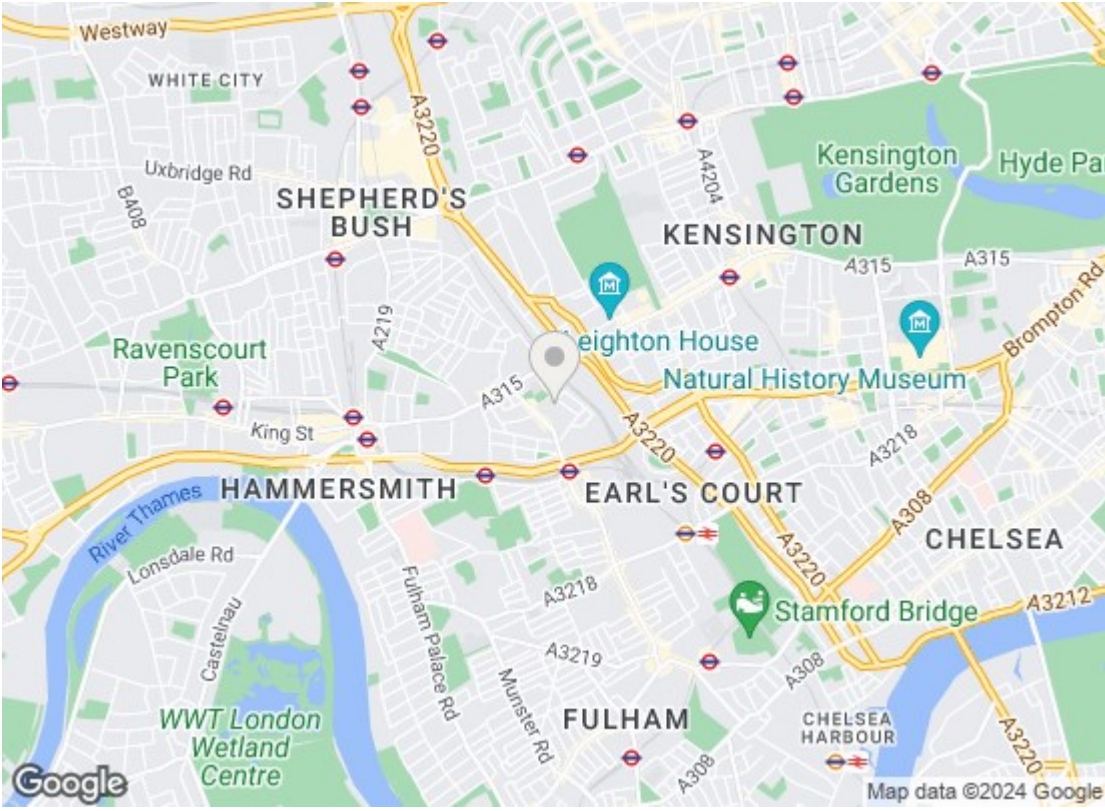 Westway
WHITE CITY
A3220
Uxbridge Rd
B408
SHEPHERD'S
BUSH
A4204
Kensington
Gardens
Hyde Par
KENSINGTON
A315
A315
Brompton Rd
A219
Ravenscourt
Park
eighton House
Natural History Museum
A315
King St
A3220
A3218
HAMMERSMITH
EARL'S COURT
River Thames
A308
CHELSEA
Lonsdale Rd
A3220
Castelnau
Fulham Palace Rd
A3218
Stamford Bridge
A3212
A3219
A308
Munster Rd
WWT London
Wetland
Centre
FULHAM
CHELSEA
HARBOUR
A3220
A308
Google
Map data ©2024 Google